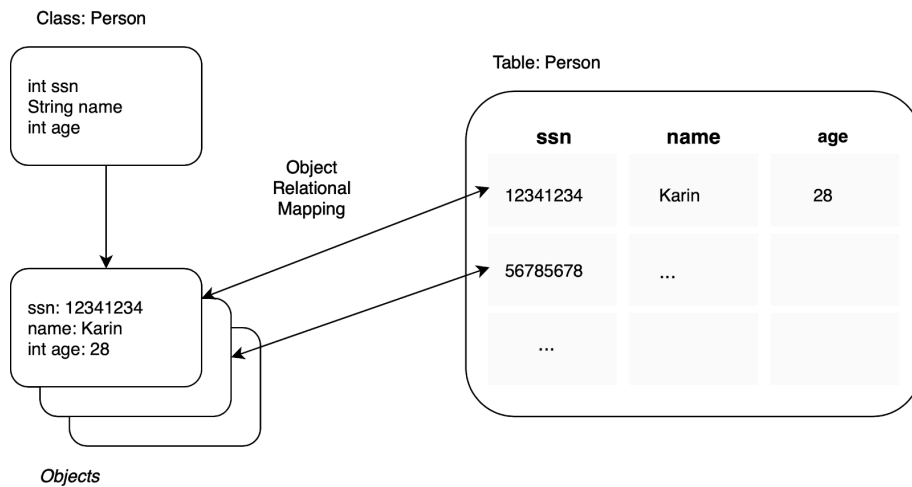 Class: Person
int ssn
String name
int age
Object
Relational
Mapping
ssn: 12341234
name: Karin
int age: 28
Objects
Table: Person
ssn name age
12341234 Karin 28
56785678 ...
...